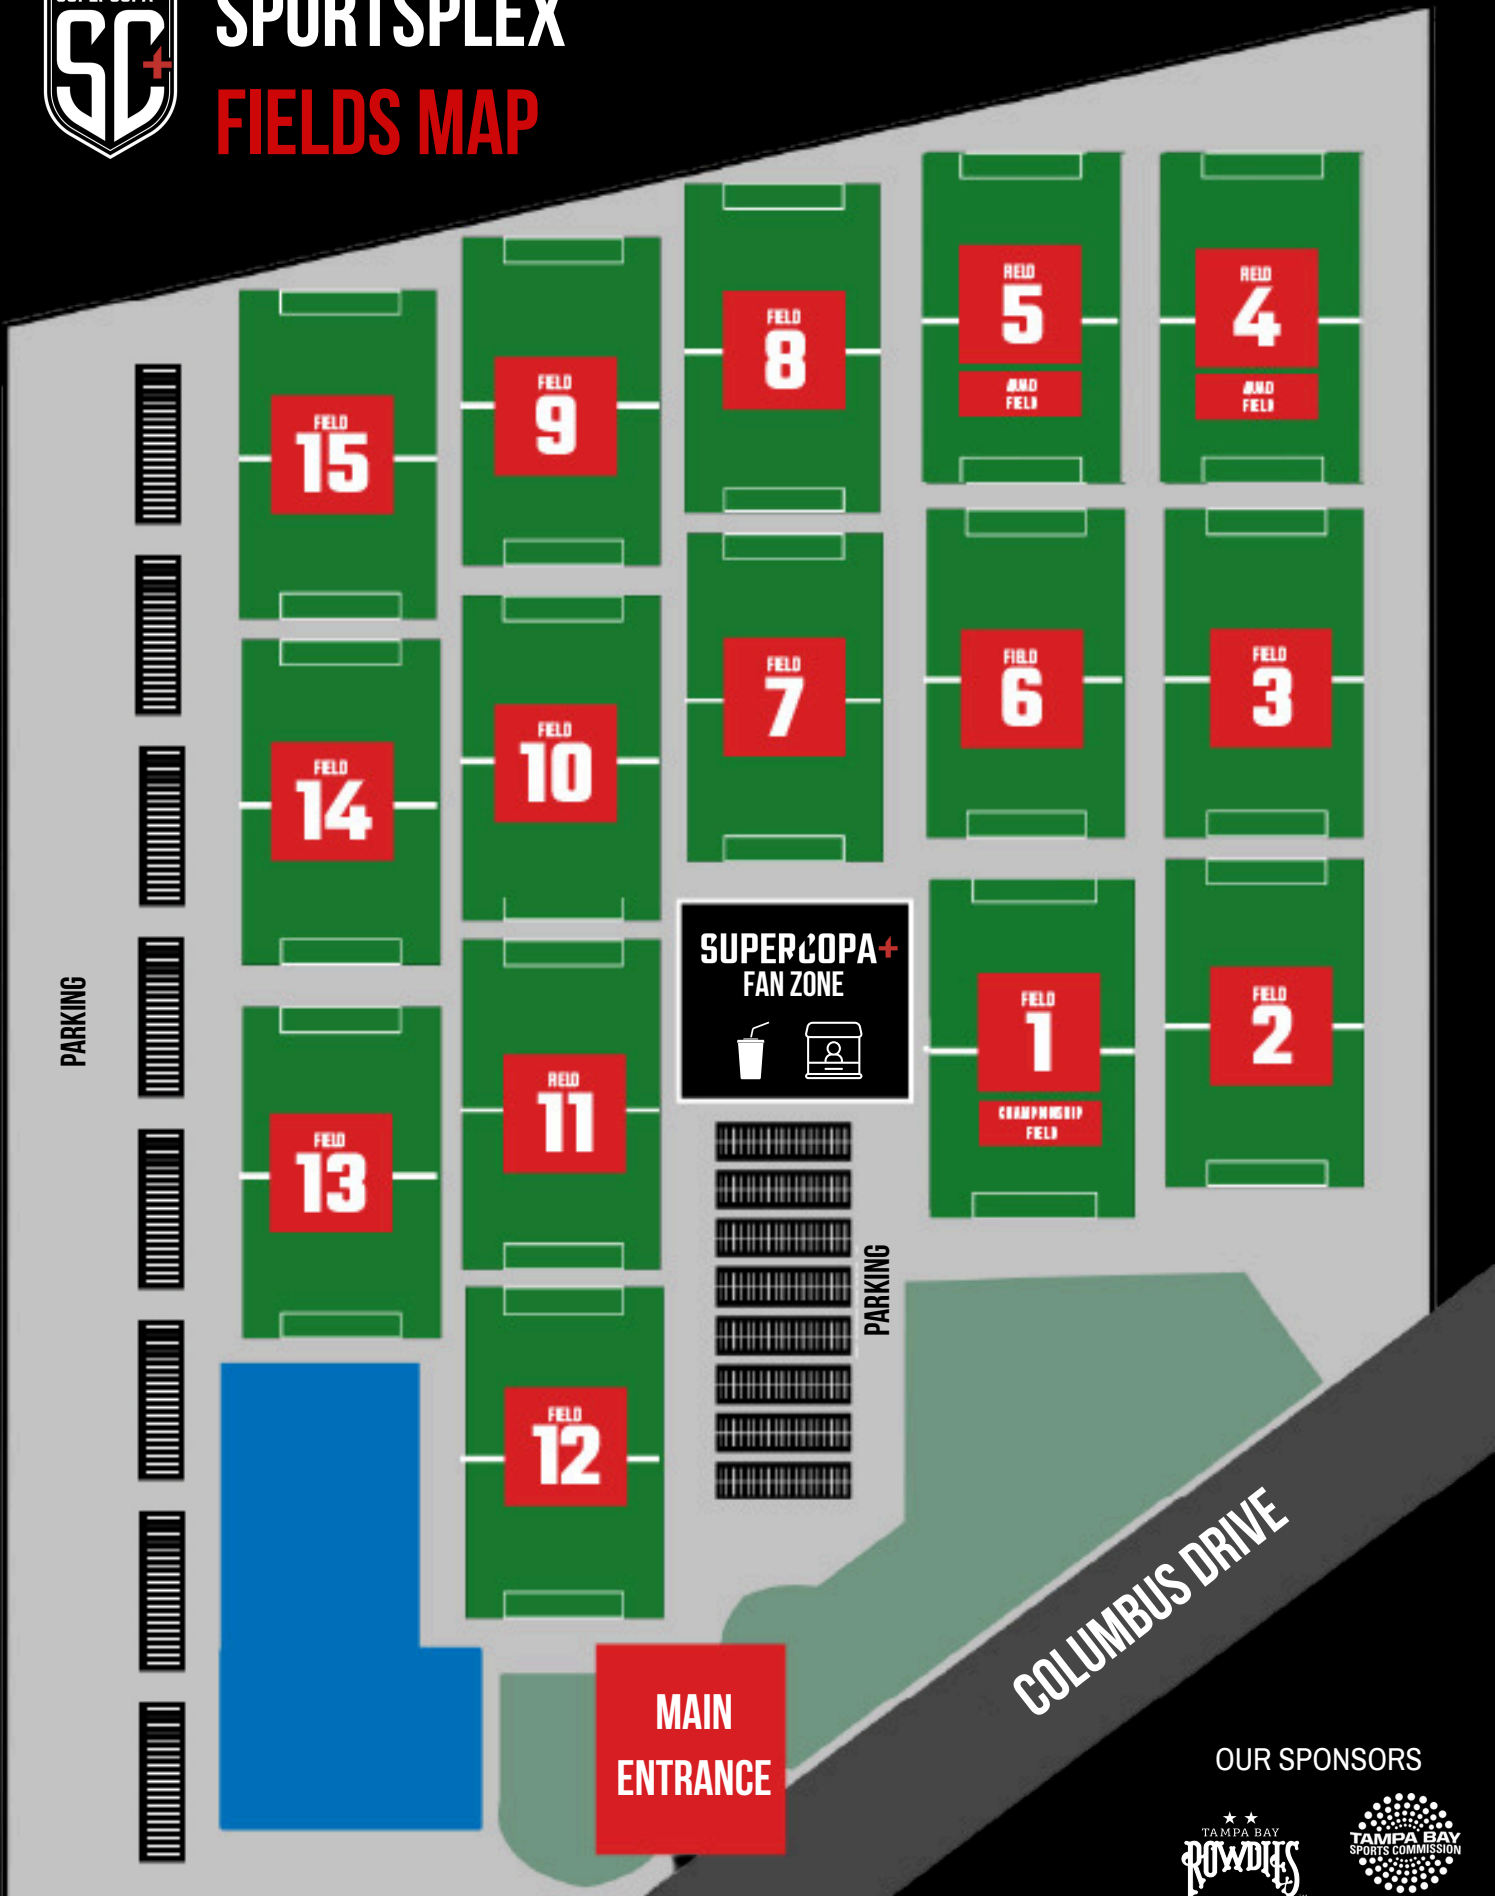 SC+
SPORTSPLEX
FIELDS MAP
FIELD
5
FIELD
FIELD
4
FIELD
FIELD
8
FIELD
9
FIELD
15
FIELD
6
FIELD
3
FIELD
7
FIELD
10
FIELD
14
SUPERCOPA+
FAN ZONE
FIELD
1
CHAMPIONSHIP
FIELD
FIELD
2
FIELD
11
FIELD
13
PARKING
PARKING
FIELD
12
COLUMBUS DRIVE
MAIN
ENTRANCE
OUR SPONSORS
TAMPA BAY
ROWDIES
TAMPA BAY
SPORTS COMMISSION